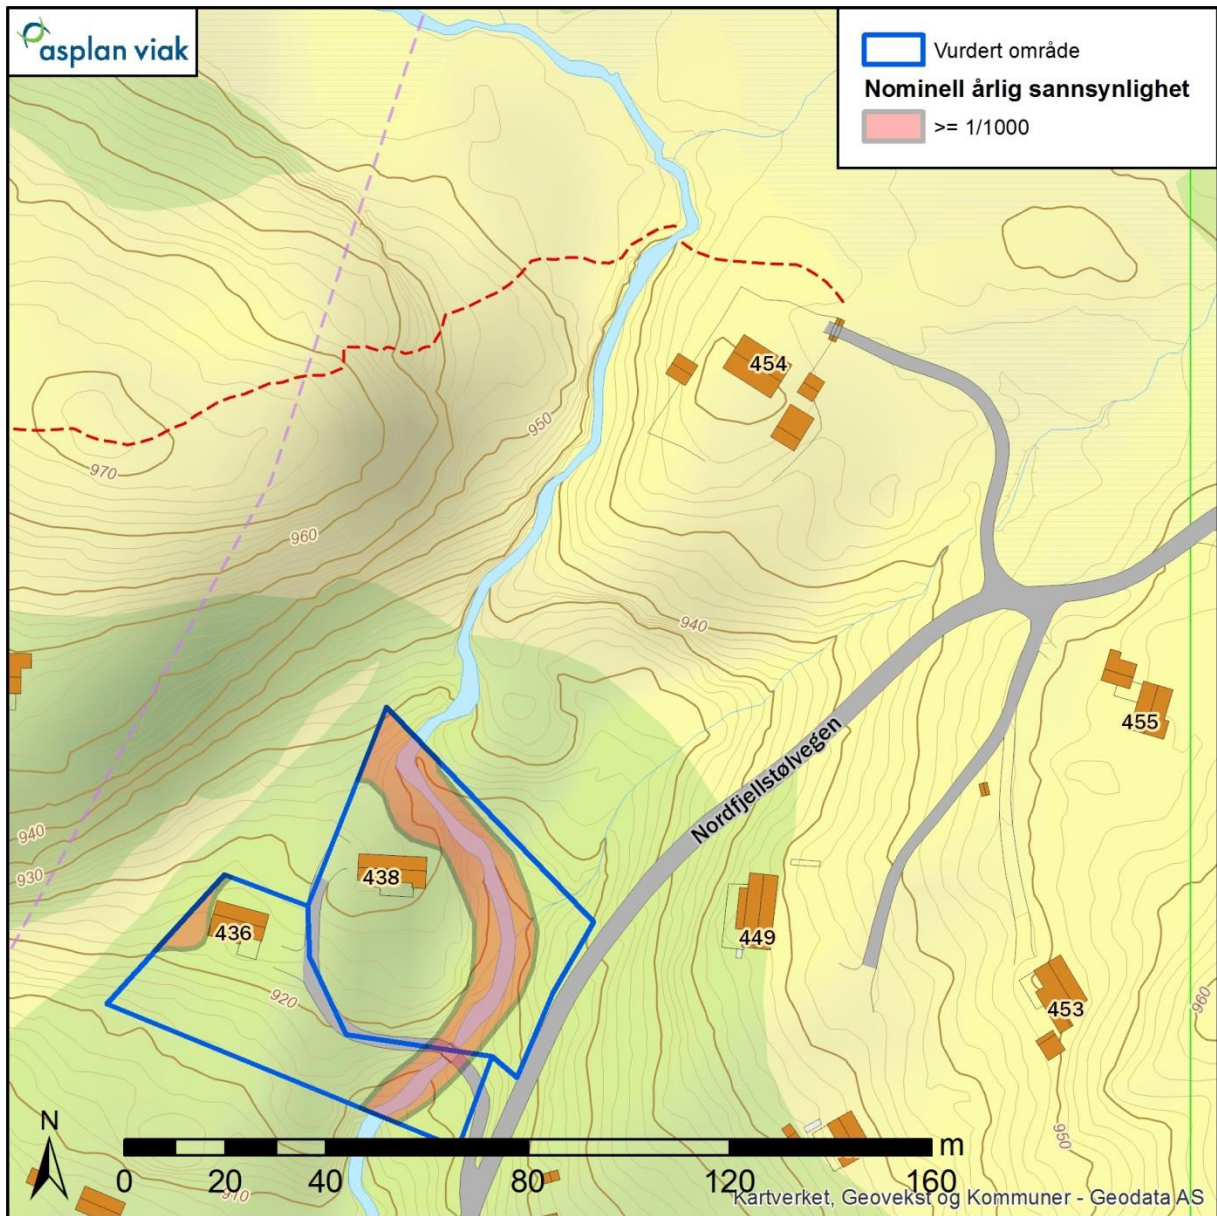 asplan viak
Vurdert område
Nominell årlig sannsynlighet
>= 1/1000
454
950
970
960
940
455
Nordfjellstølvegen
940
930
438
436
449
920
453
960
950
910
N
0 20 40 80 120 160 m
Kartverket, Geovekst og Kommuner - Geodata AS